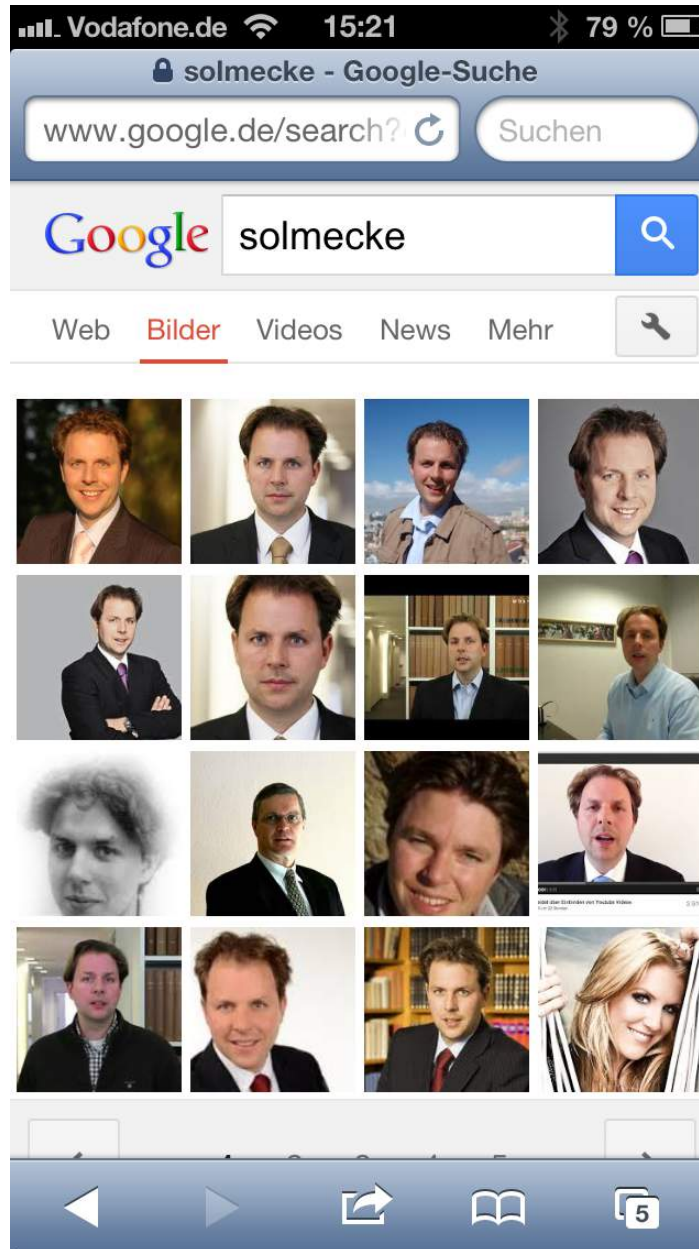 Vodafone.de 15:21 79 %
solmecke - Google-Suche
www.google.de/search? Suchen
Google solmecke
Web Bilder Videos News Mehr
5